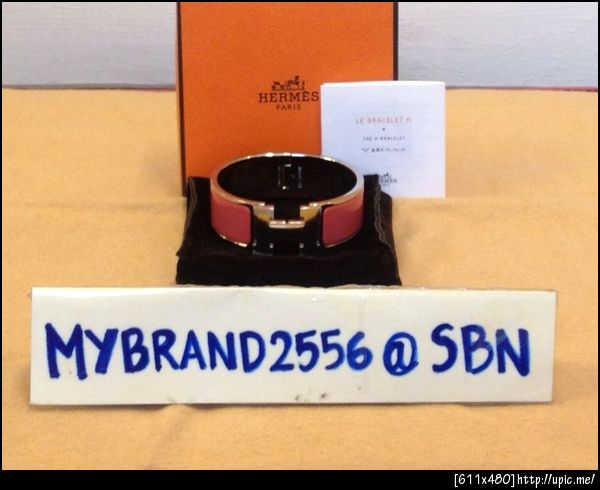 HERMÈS
PARIS
LE BRACELET H
THE H BRACELET
MYBRAND2556@SBN
[611x480]http://upic.me/